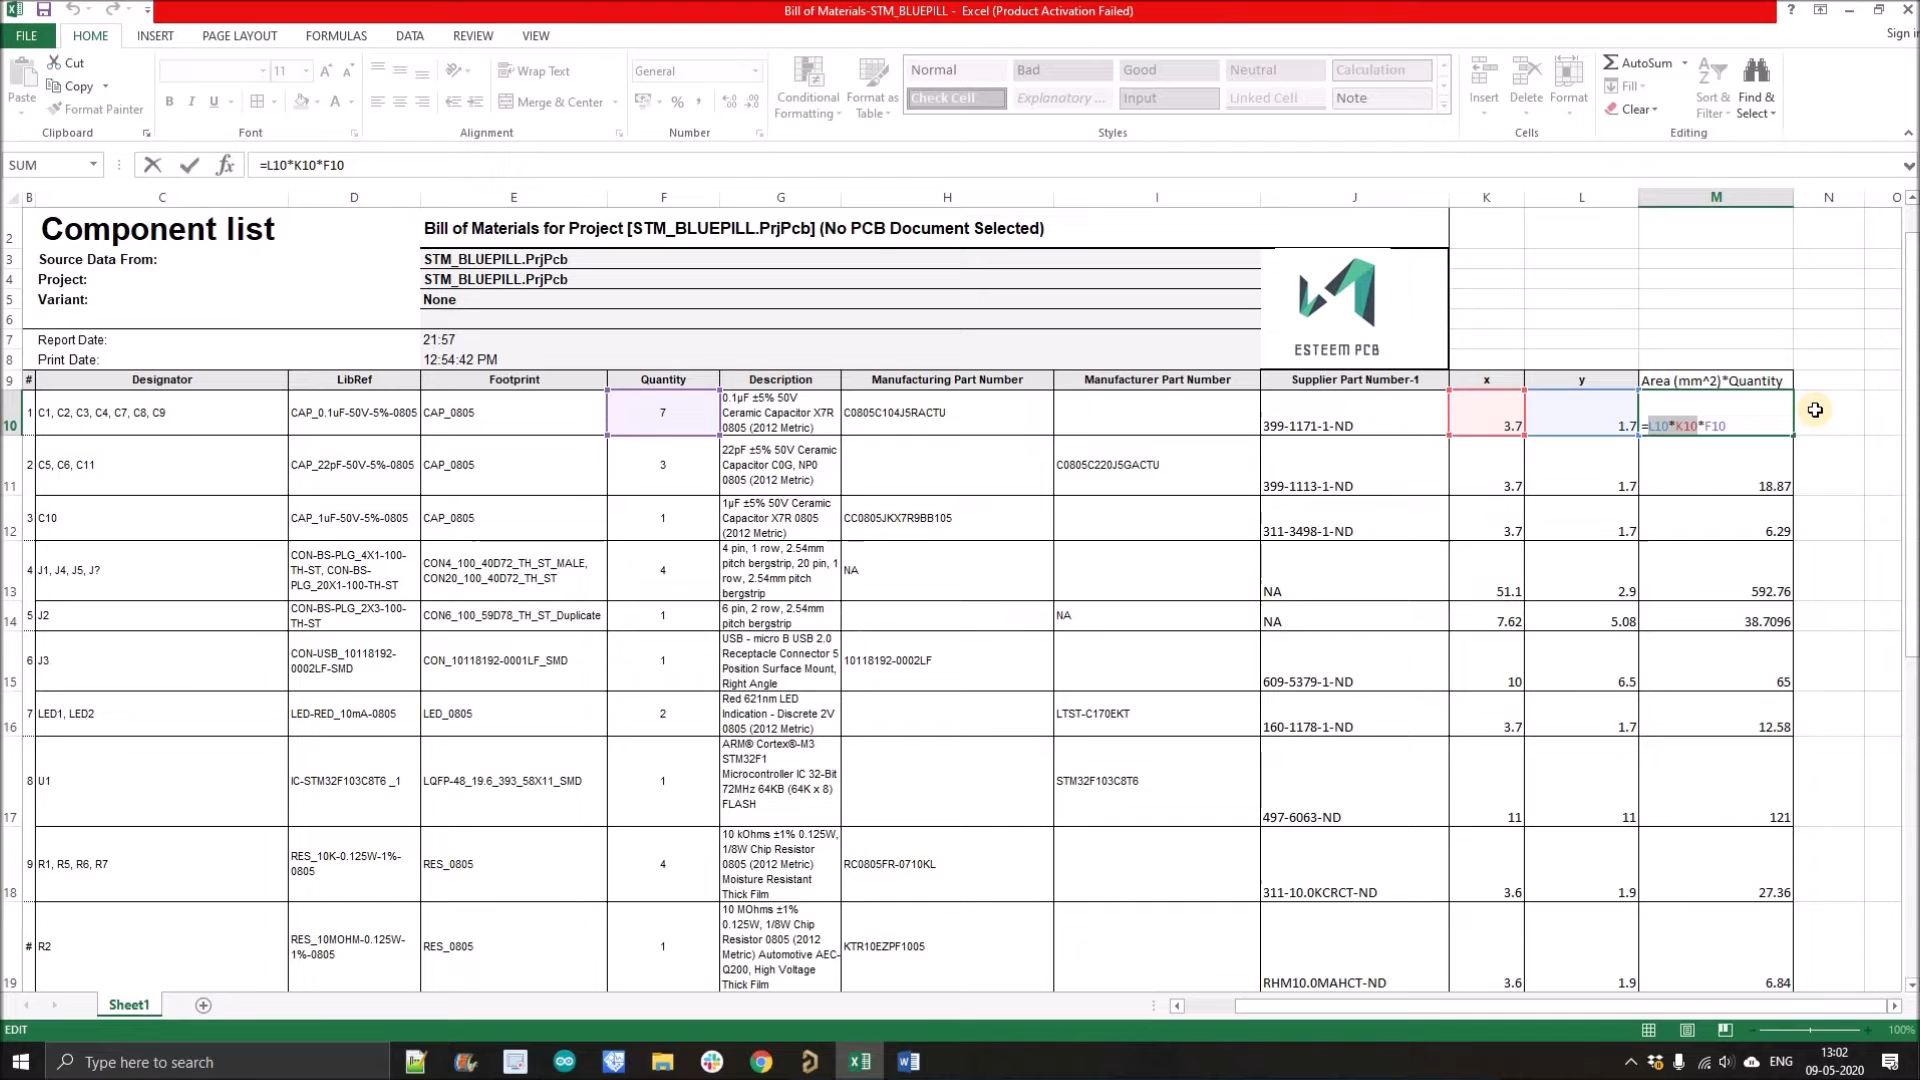 Bill of Materials-STM_BLUEPILL - Excel (Product Activation Failed)
FILE HOME INSERT PAGE LAYOUT FORMULAS DATA REVIEW VIEW
Paste
Cut
Copy
Format Painter
Clipboard
11
B I U
Font
Wrap Text
Merge & Center
Alignment
General
%
Number
Conditional Formatting
Format as Table
Normal Bad Good Neutral Calculation
Check Cell Explanatory ... Input Linked Cell Note
Styles
Insert Delete Format
Cells
AutoSum
Fill
Clear
Sort & Filter
Find & Select
Editing
SUM =L10*K10*F10
B C D E F G H I J K L M N O
2 Component list Bill of Materials for Project [STM_BLUEPILL.PrjPcb] (No PCB Document Selected)
3 Source Data From: STM_BLUEPILL.PrjPcb
4 Project: STM_BLUEPILL.PrjPcb
5 Variant: None
6
7 Report Date: 21:57
8 Print Date: 12:54:42 PM
ESTEEM PCB
9 # Designator LibRef Footprint Quantity Description Manufacturing Part Number Manufacturer Part Number Supplier Part Number-1 x y Area (mm^2)*Quantity
10 1 C1, C2, C3, C4, C7, C8, C9 CAP_0.1uF-50V-5%-0805 CAP_0805 7 0.1µF ±5% 50V Ceramic Capacitor X7R 0805 (2012 Metric) C0805C104J5RACTU 399-1171-1-ND 3.7 1.7 =L10*K10*F10
11 2 C5, C6, C11 CAP_22pF-50V-5%-0805 CAP_0805 3 22pF ±5% 50V Ceramic Capacitor C0G, NP0 0805 (2012 Metric) C0805C220J5GACTU 399-1113-1-ND 3.7 1.7 18.87
12 3 C10 CAP_1uF-50V-5%-0805 CAP_0805 1 1µF ±5% 50V Ceramic Capacitor X7R 0805 (2012 Metric) CC0805JKX7R9BB105 311-3498-1-ND 3.7 1.7 6.29
13 4 J1, J4, J5, J? CON-BS-PLG_4X1-100-TH-ST, CON-BS-PLG_20X1-100-TH-ST CON4_100_40D72_TH_ST_MALE, CON20_100_40D72_TH_ST 4 4 pin, 1 row, 2.54mm pitch bergstrip, 20 pin, 1 row, 2.54mm pitch bergstrip NA NA 51.1 2.9 592.76
14 5 J2 CON-BS-PLG_2X3-100-TH-ST CON6_100_59D78_TH_ST_Duplicate 1 6 pin, 2 row, 2.54mm pitch bergstrip NA NA 7.62 5.08 38.7096
15 6 J3 CON-USB_10118192-0002LF-SMD CON_10118192-0001LF_SMD 1 USB - micro B USB 2.0 Receptacle Connector 5 Position Surface Mount, Right Angle 10118192-0002LF 609-5379-1-ND 10 6.5 65
16 7 LED1, LED2 LED-RED_10mA-0805 LED_0805 2 Red 621nm LED Indication - Discrete 2V 0805 (2012 Metric) LTST-C170EKT 160-1178-1-ND 3.7 1.7 12.58
17 8 U1 IC-STM32F103C8T6 _1 LQFP-48_19.6_393_58X11_SMD 1 ARM® Cortex®-M3 STM32F1 Microcontroller IC 32-Bit 72MHz 64KB (64K x 8) FLASH STM32F103C8T6 497-6063-ND 11 11 121
18 9 R1, R5, R6, R7 RES_10K-0.125W-1%-0805 RES_0805 4 10 kOhms ±1% 0.125W, 1/8W Chip Resistor 0805 (2012 Metric) Moisture Resistant Thick Film RC0805FR-0710KL 311-10.0KCRCT-ND 3.6 1.9 27.36
19 # R2 RES_10MOHM-0.125W-1%-0805 RES_0805 1 10 MOhms ±1% 0.125W, 1/8W Chip Resistor 0805 (2012 Metric) Automotive AEC-Q200, High Voltage Thick Film KTR10EZPF1005 RHM10.0MAHCT-ND 3.6 1.9 6.84
Sheet1
EDIT 100%
Type here to search
ENG
13:02
09-05-2020